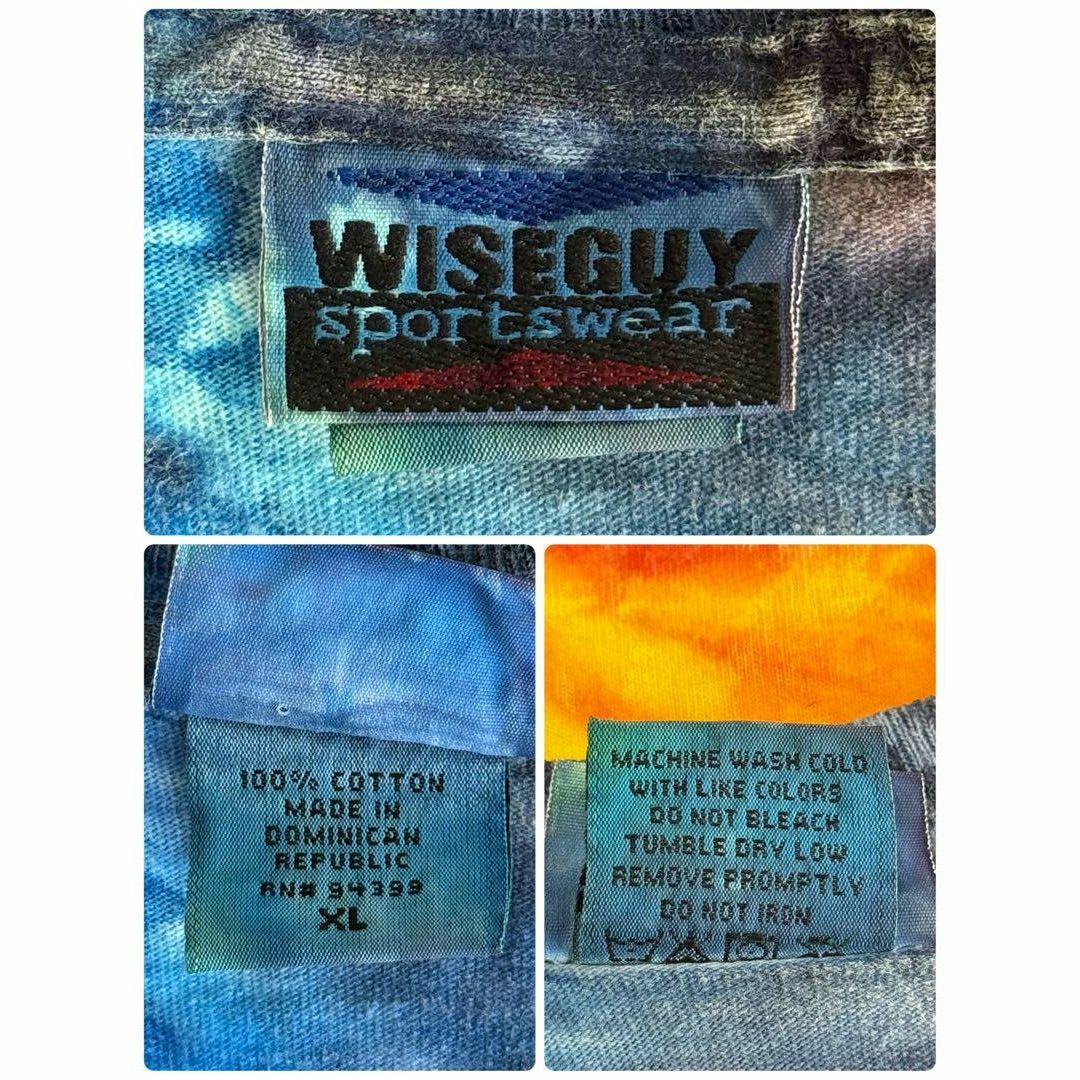 WISEGUY
sportswear
100% COTTON
MADE IN
DOMINICAN
REPUBLIC
RN# 94399
XL
MACHINE WASH COLD
WITH LIKE COLORS
DO NOT BLEACH
TUMBLE DRY LOW
REMOVE PROMPTLY
DO NOT IRON